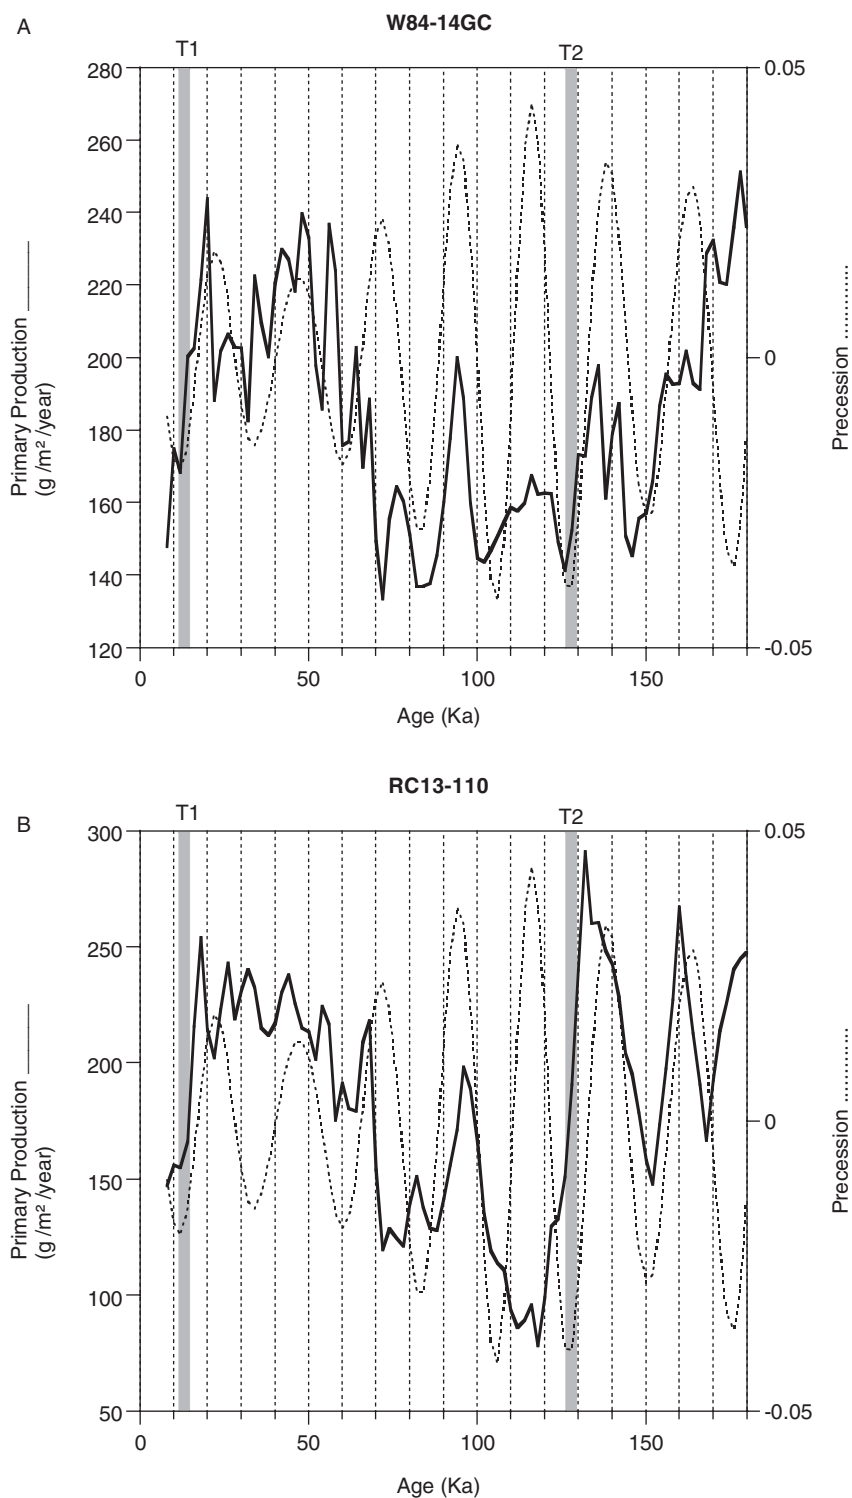 A
W84-14GC
T1
T2
280
260
240
220
200
180
160
140
120
0.05
0
-0.05
Primary Production ______
(g /m² /year)
Precession .............
0
50
100
150
Age (Ka)
B
RC13-110
T1
T2
300
250
200
150
100
50
0.05
0
-0.05
Primary Production ______
(g /m² /year)
Precession .............
0
50
100
150
Age (Ka)